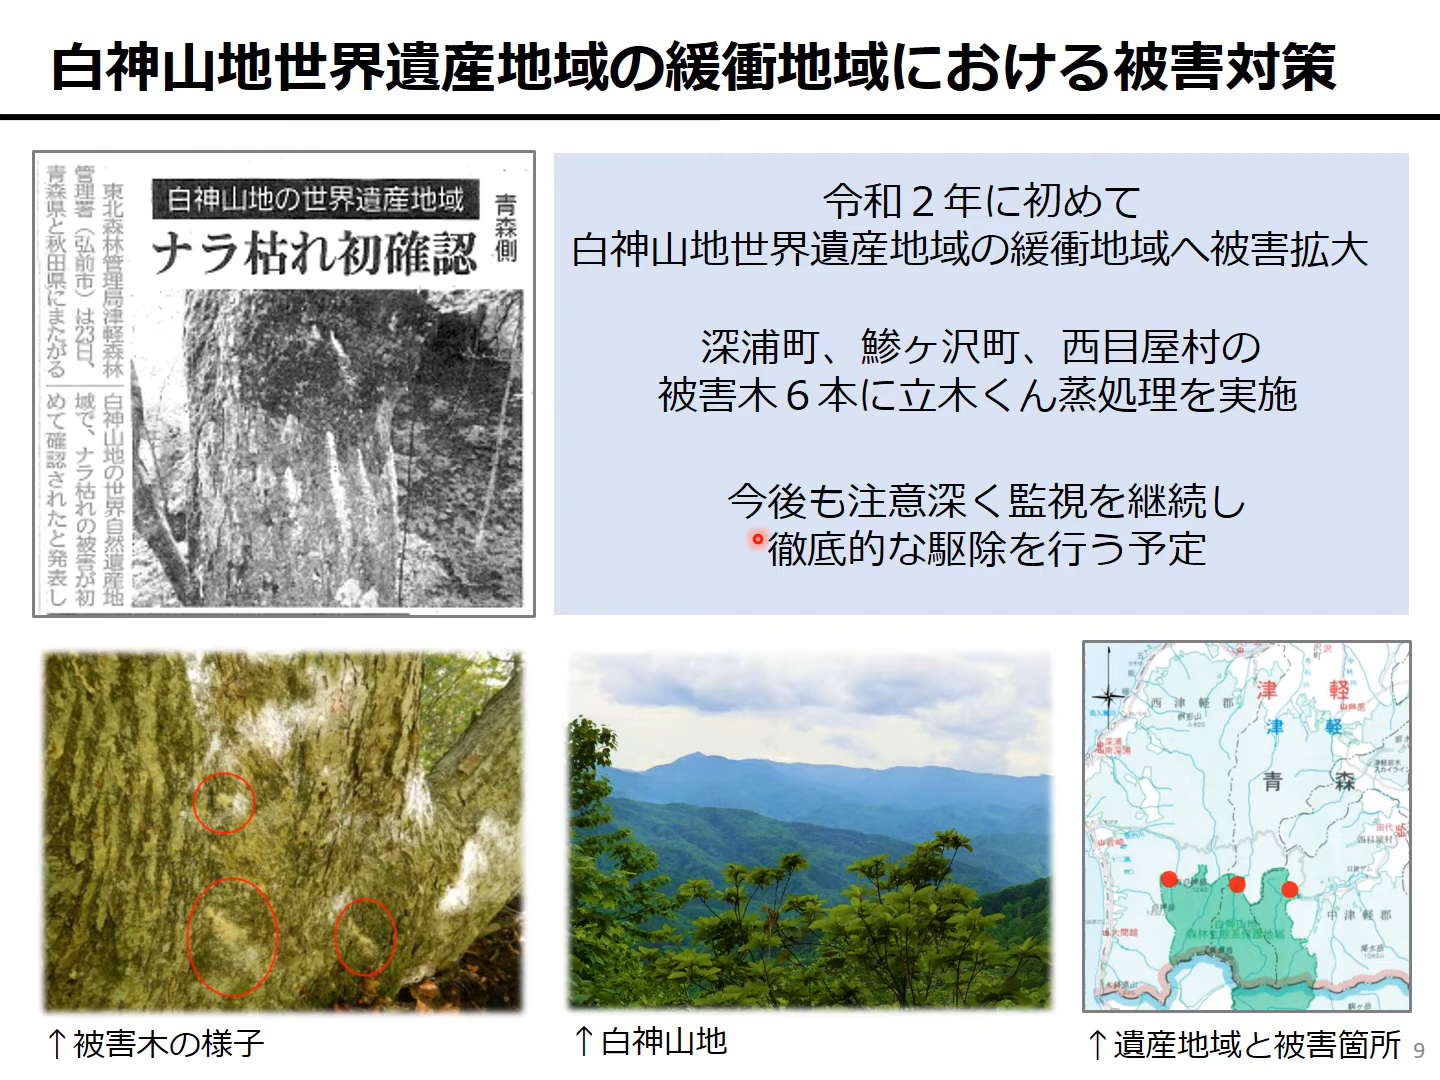 白神山地世界遺産地域の緩衝地域における被害対策
青森側
白神山地の世界遺産地域
ナラ枯れ初確認
東北森林管理局津軽森林
管理署（弘前市）は23日、
青森県と秋田県にまたがる
白神山地の世界自然遺産地
域で、ナラ枯れの被害が初
めて確認されたと発表し
令和２年に初めて
白神山地世界遺産地域の緩衝地域へ被害拡大
深浦町、鰺ヶ沢町、西目屋村の
被害木６本に立木くん蒸処理を実施
今後も注意深く監視を継続し
徹底的な駆除を行う予定
↑被害木の様子
↑白神山地
津軽
西津軽郡
津軽
青森
西目屋村
中津軽郡
↑遺産地域と被害箇所
9